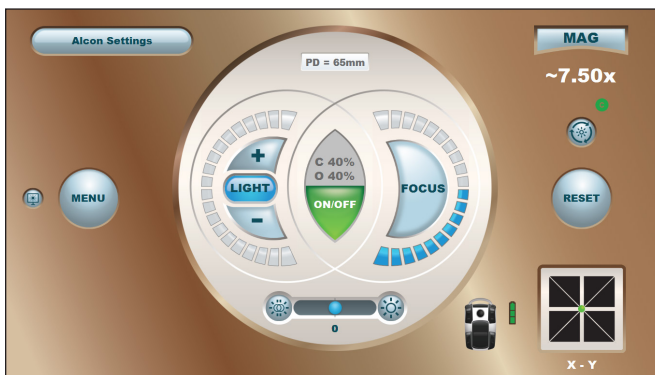 Alcon Settings
PD = 65mm
MAG
~7.50x
C
+
C 40%
O 40%
LIGHT
ON/OFF
FOCUS
-
MENU
RESET
0
X - Y